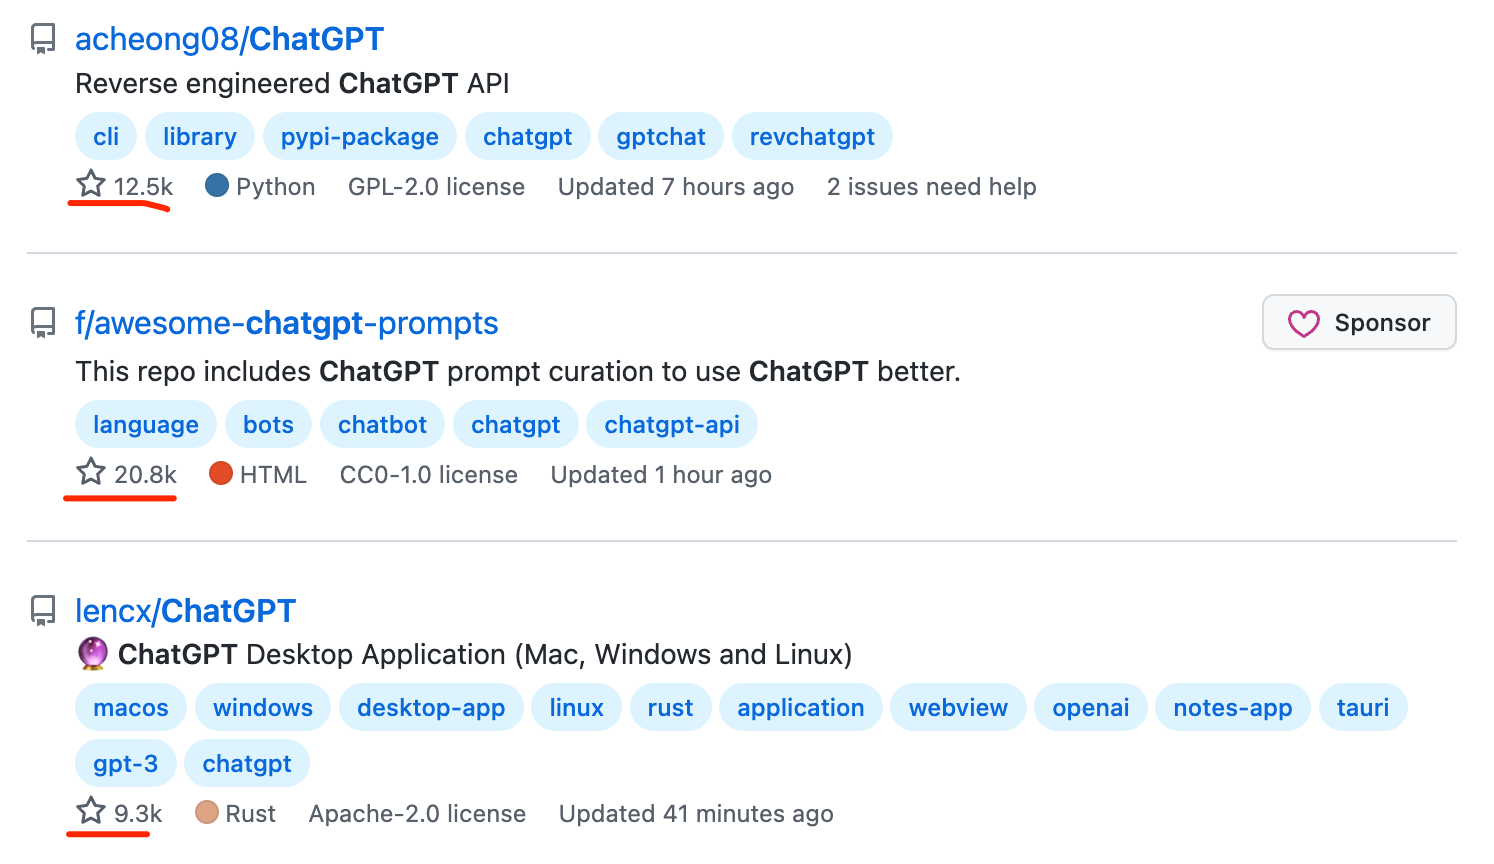 acheong08/ChatGPT
Reverse engineered ChatGPT API
cli library pypi-package chatgpt gptchat revchatgpt
12.5k Python GPL-2.0 license Updated 7 hours ago 2 issues need help
f/awesome-chatgpt-prompts Sponsor
This repo includes ChatGPT prompt curation to use ChatGPT better.
language bots chatbot chatgpt chatgpt-api
20.8k HTML CC0-1.0 license Updated 1 hour ago
lencx/ChatGPT
🔮 ChatGPT Desktop Application (Mac, Windows and Linux)
macos windows desktop-app linux rust application webview openai notes-app tauri
gpt-3 chatgpt
9.3k Rust Apache-2.0 license Updated 41 minutes ago